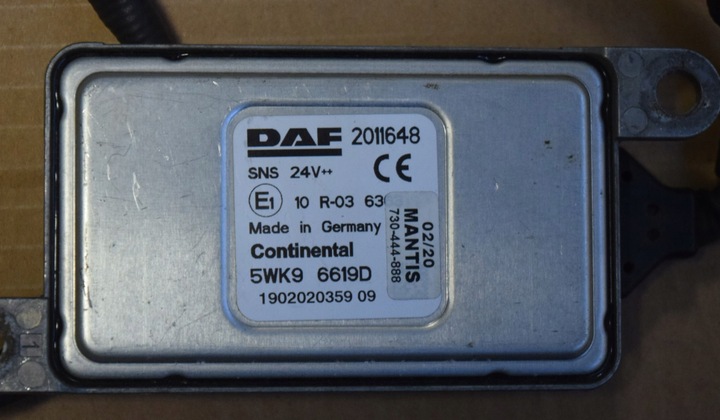 DAF 2011648
SNS 24V++
CE
E1 10 R-03 63
Made in Germany
Continental
5WK9 6619D
1902020359 09
02/20
MANTIS
730-444-888